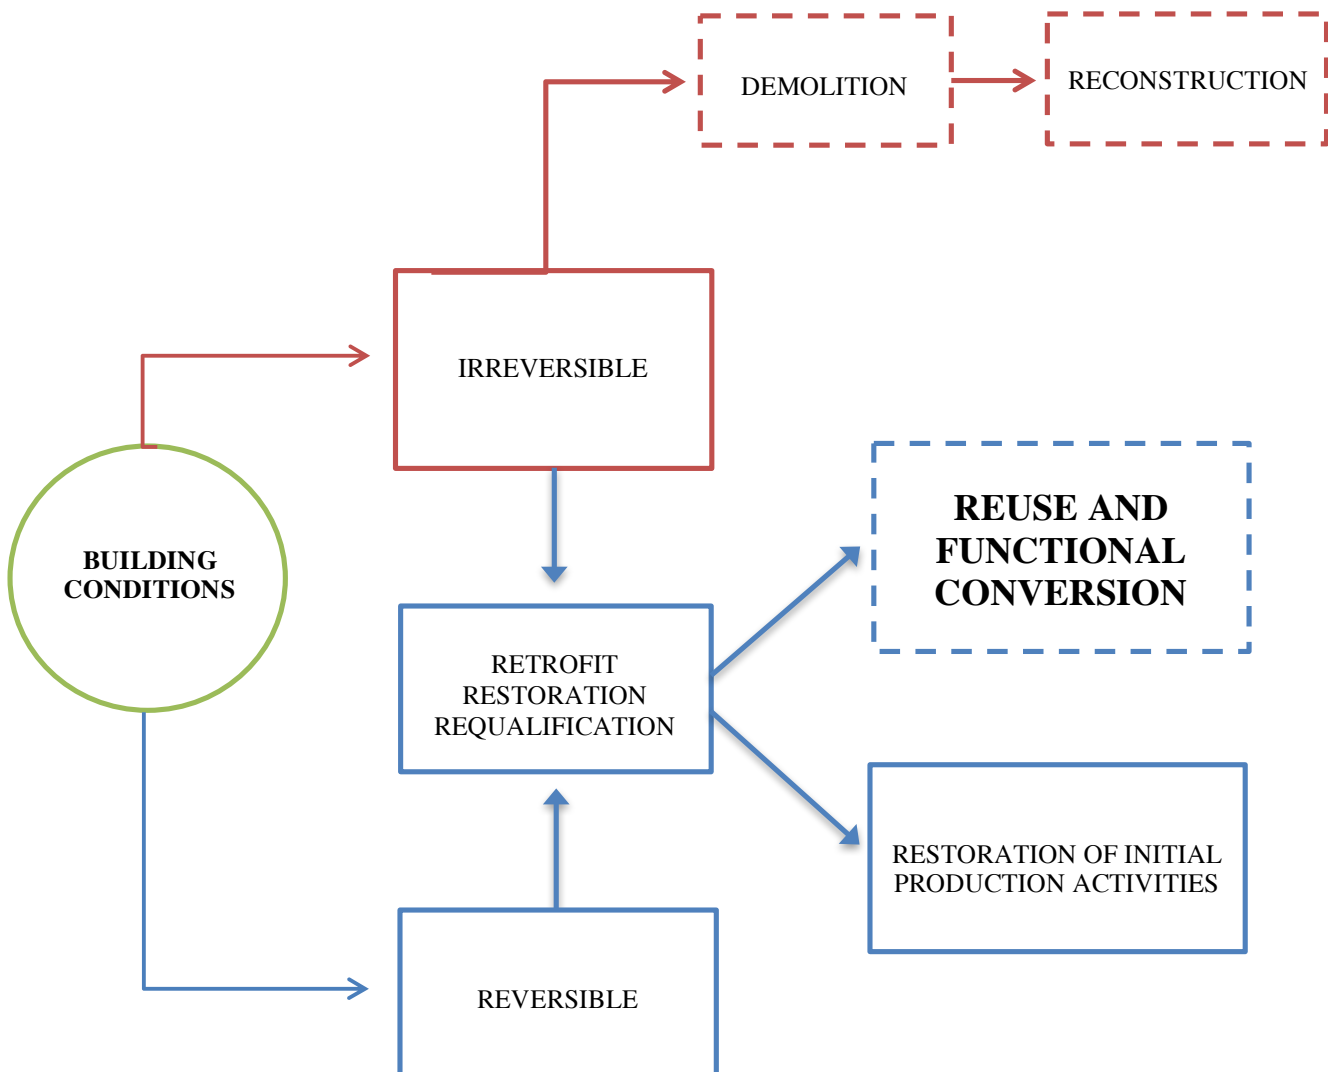 DEMOLITION
RECONSTRUCTION
IRREVERSIBLE
BUILDING
CONDITIONS
REUSE AND
FUNCTIONAL
CONVERSION
RETROFIT
RESTORATION
REQUALIFICATION
RESTORATION OF INITIAL
PRODUCTION ACTIVITIES
REVERSIBLE